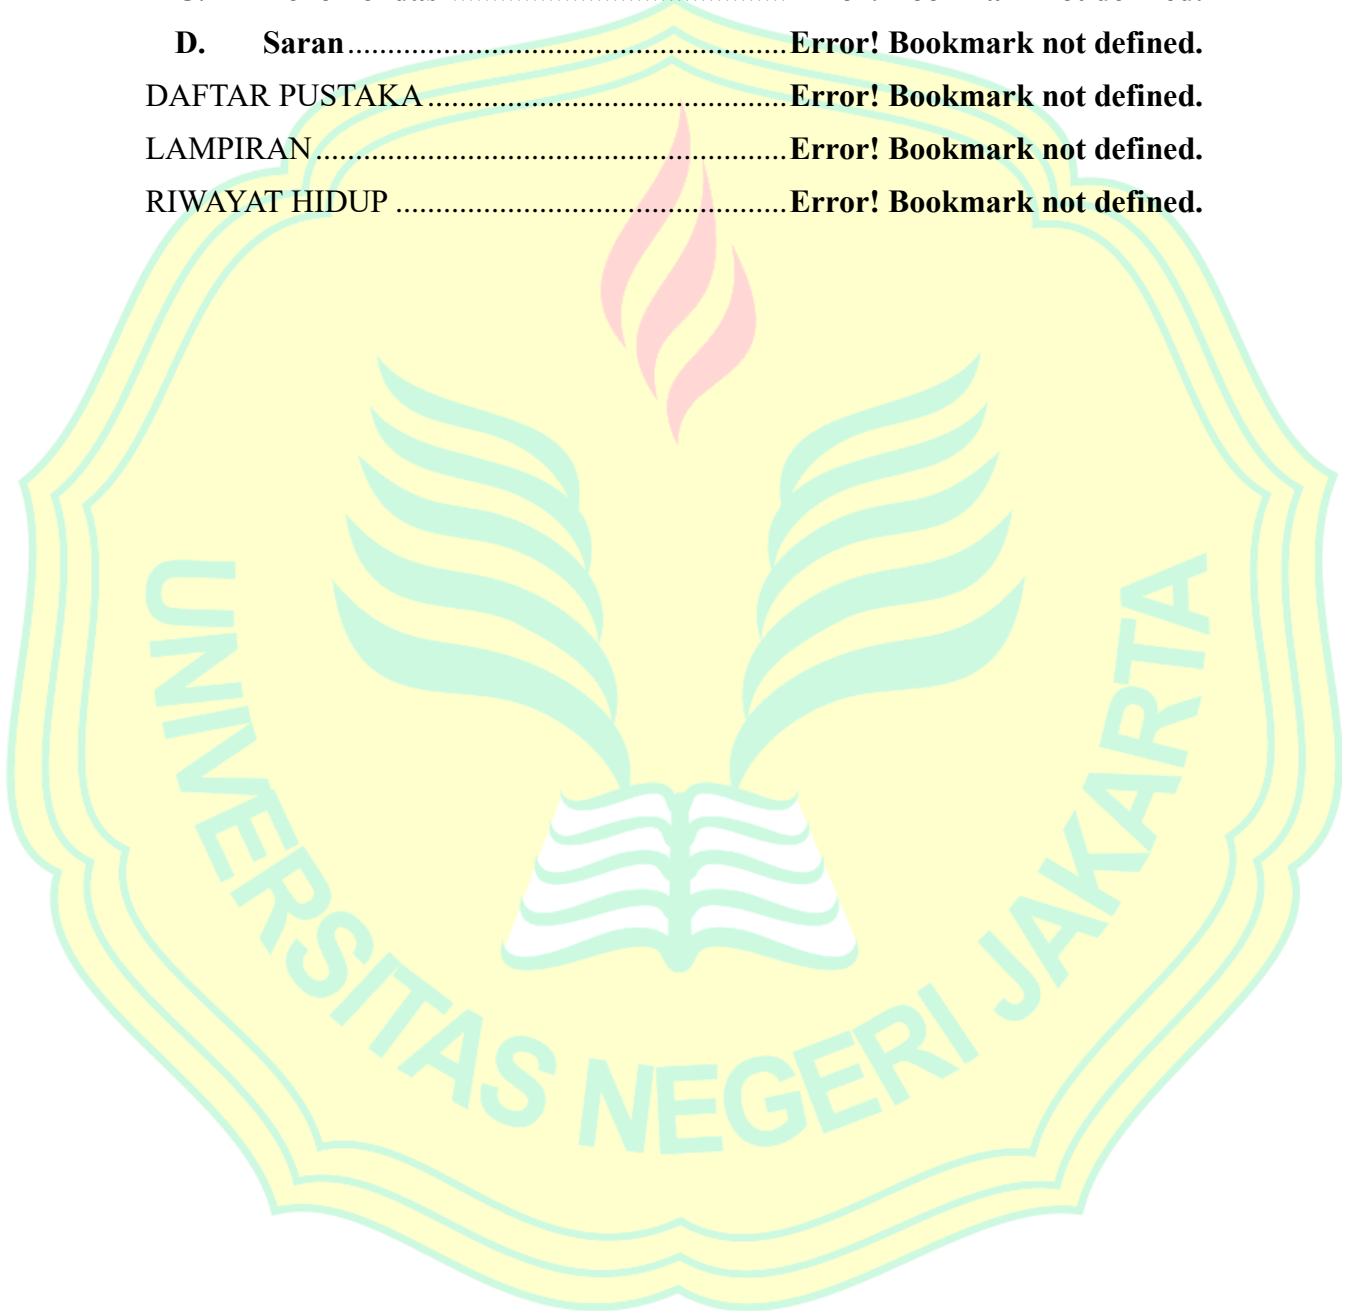 D. Saran......................................................Error! Bookmark not defined.
DAFTAR PUSTAKA............................................Error! Bookmark not defined.
LAMPIRAN..........................................................Error! Bookmark not defined.
RIWAYAT HIDUP ................................................Error! Bookmark not defined.
UNIVERSITAS NEGERI JAKARTA